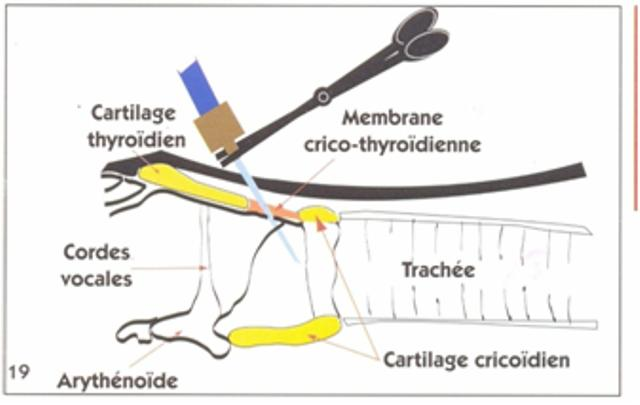 Cartilage
thyroïdien
Membrane
crico-thyroïdienne
Cordes
vocales
Trachée
Cartilage cricoïdien
Arythénoïde
19